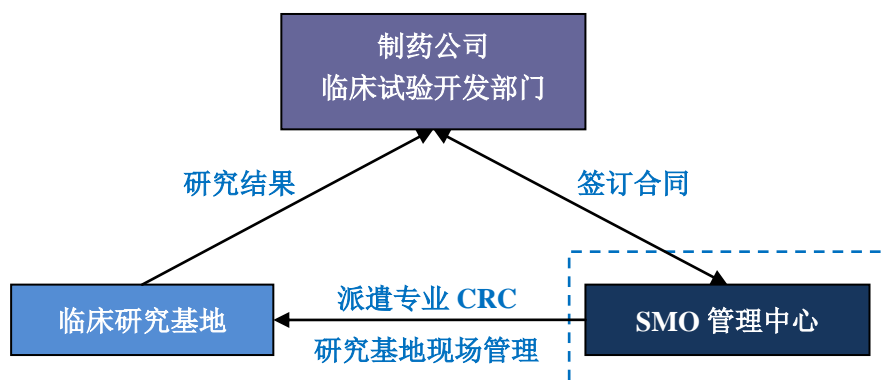 制药公司
临床试验开发部门
研究结果
签订合同
临床研究基地
派遣专业 CRC
研究基地现场管理
SMO 管理中心